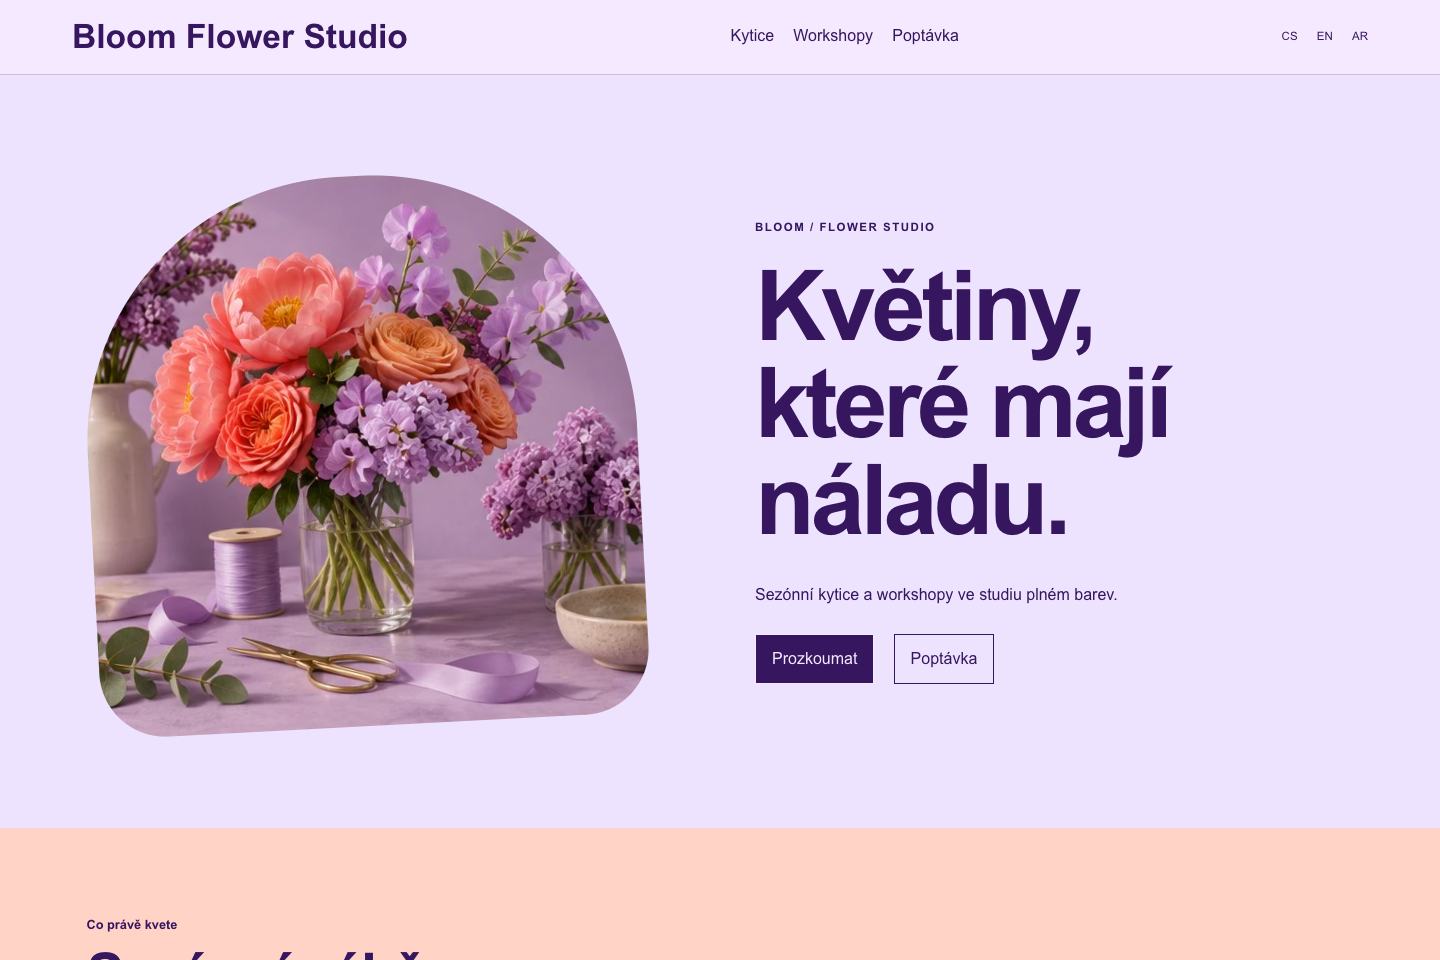 Bloom Flower Studio
Kytice Workshopy Poptávka
CS EN AR
BLOOM / FLOWER STUDIO
Květiny,
které mají
náladu.
Sezónní kytice a workshopy ve studiu plném barev.
Prozkoumat Poptávka
Co právě kvete